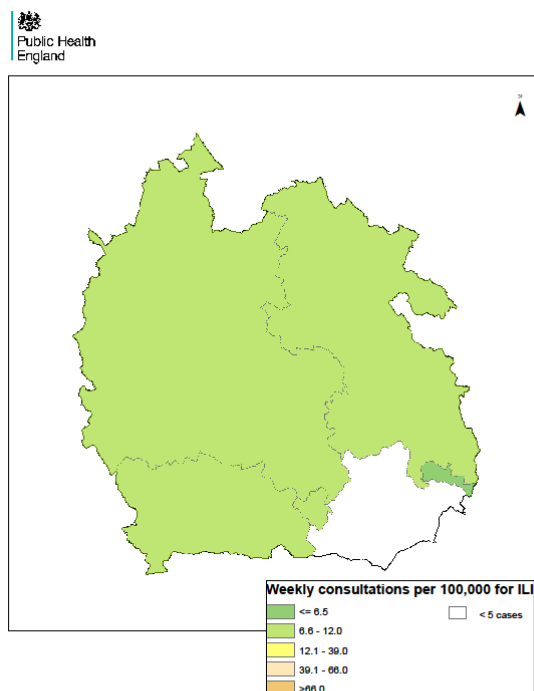 Public Health
England
N
Weekly consultations per 100,000 for ILI
<= 6.5
< 5 cases
6.6 - 12.0
12.1 - 39.0
39.1 - 66.0
>66.0